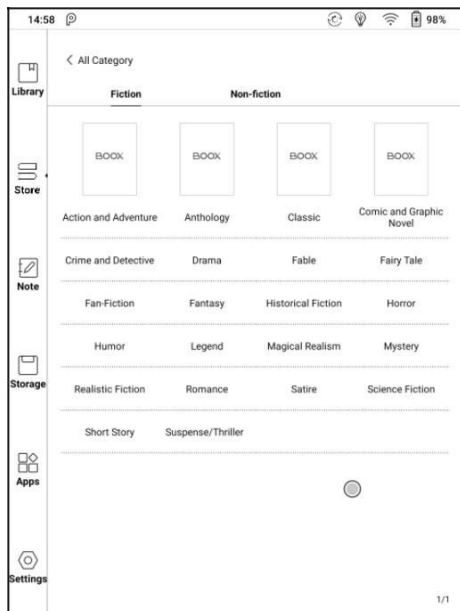 14:58
98%
Library
Store
Note
Storage
Apps
Settings
All Category
Fiction Non-fiction
BOOX BOOX BOOX BOOX
Action and Adventure Anthology Classic Comic and Graphic
Novel
Crime and Detective Drama Fable Fairy Tale
Fan-Fiction Fantasy Historical Fiction Horror
Humor Legend Magical Realism Mystery
Realistic Fiction Romance Satire Science Fiction
Short Story Suspense/Thriller
1/1